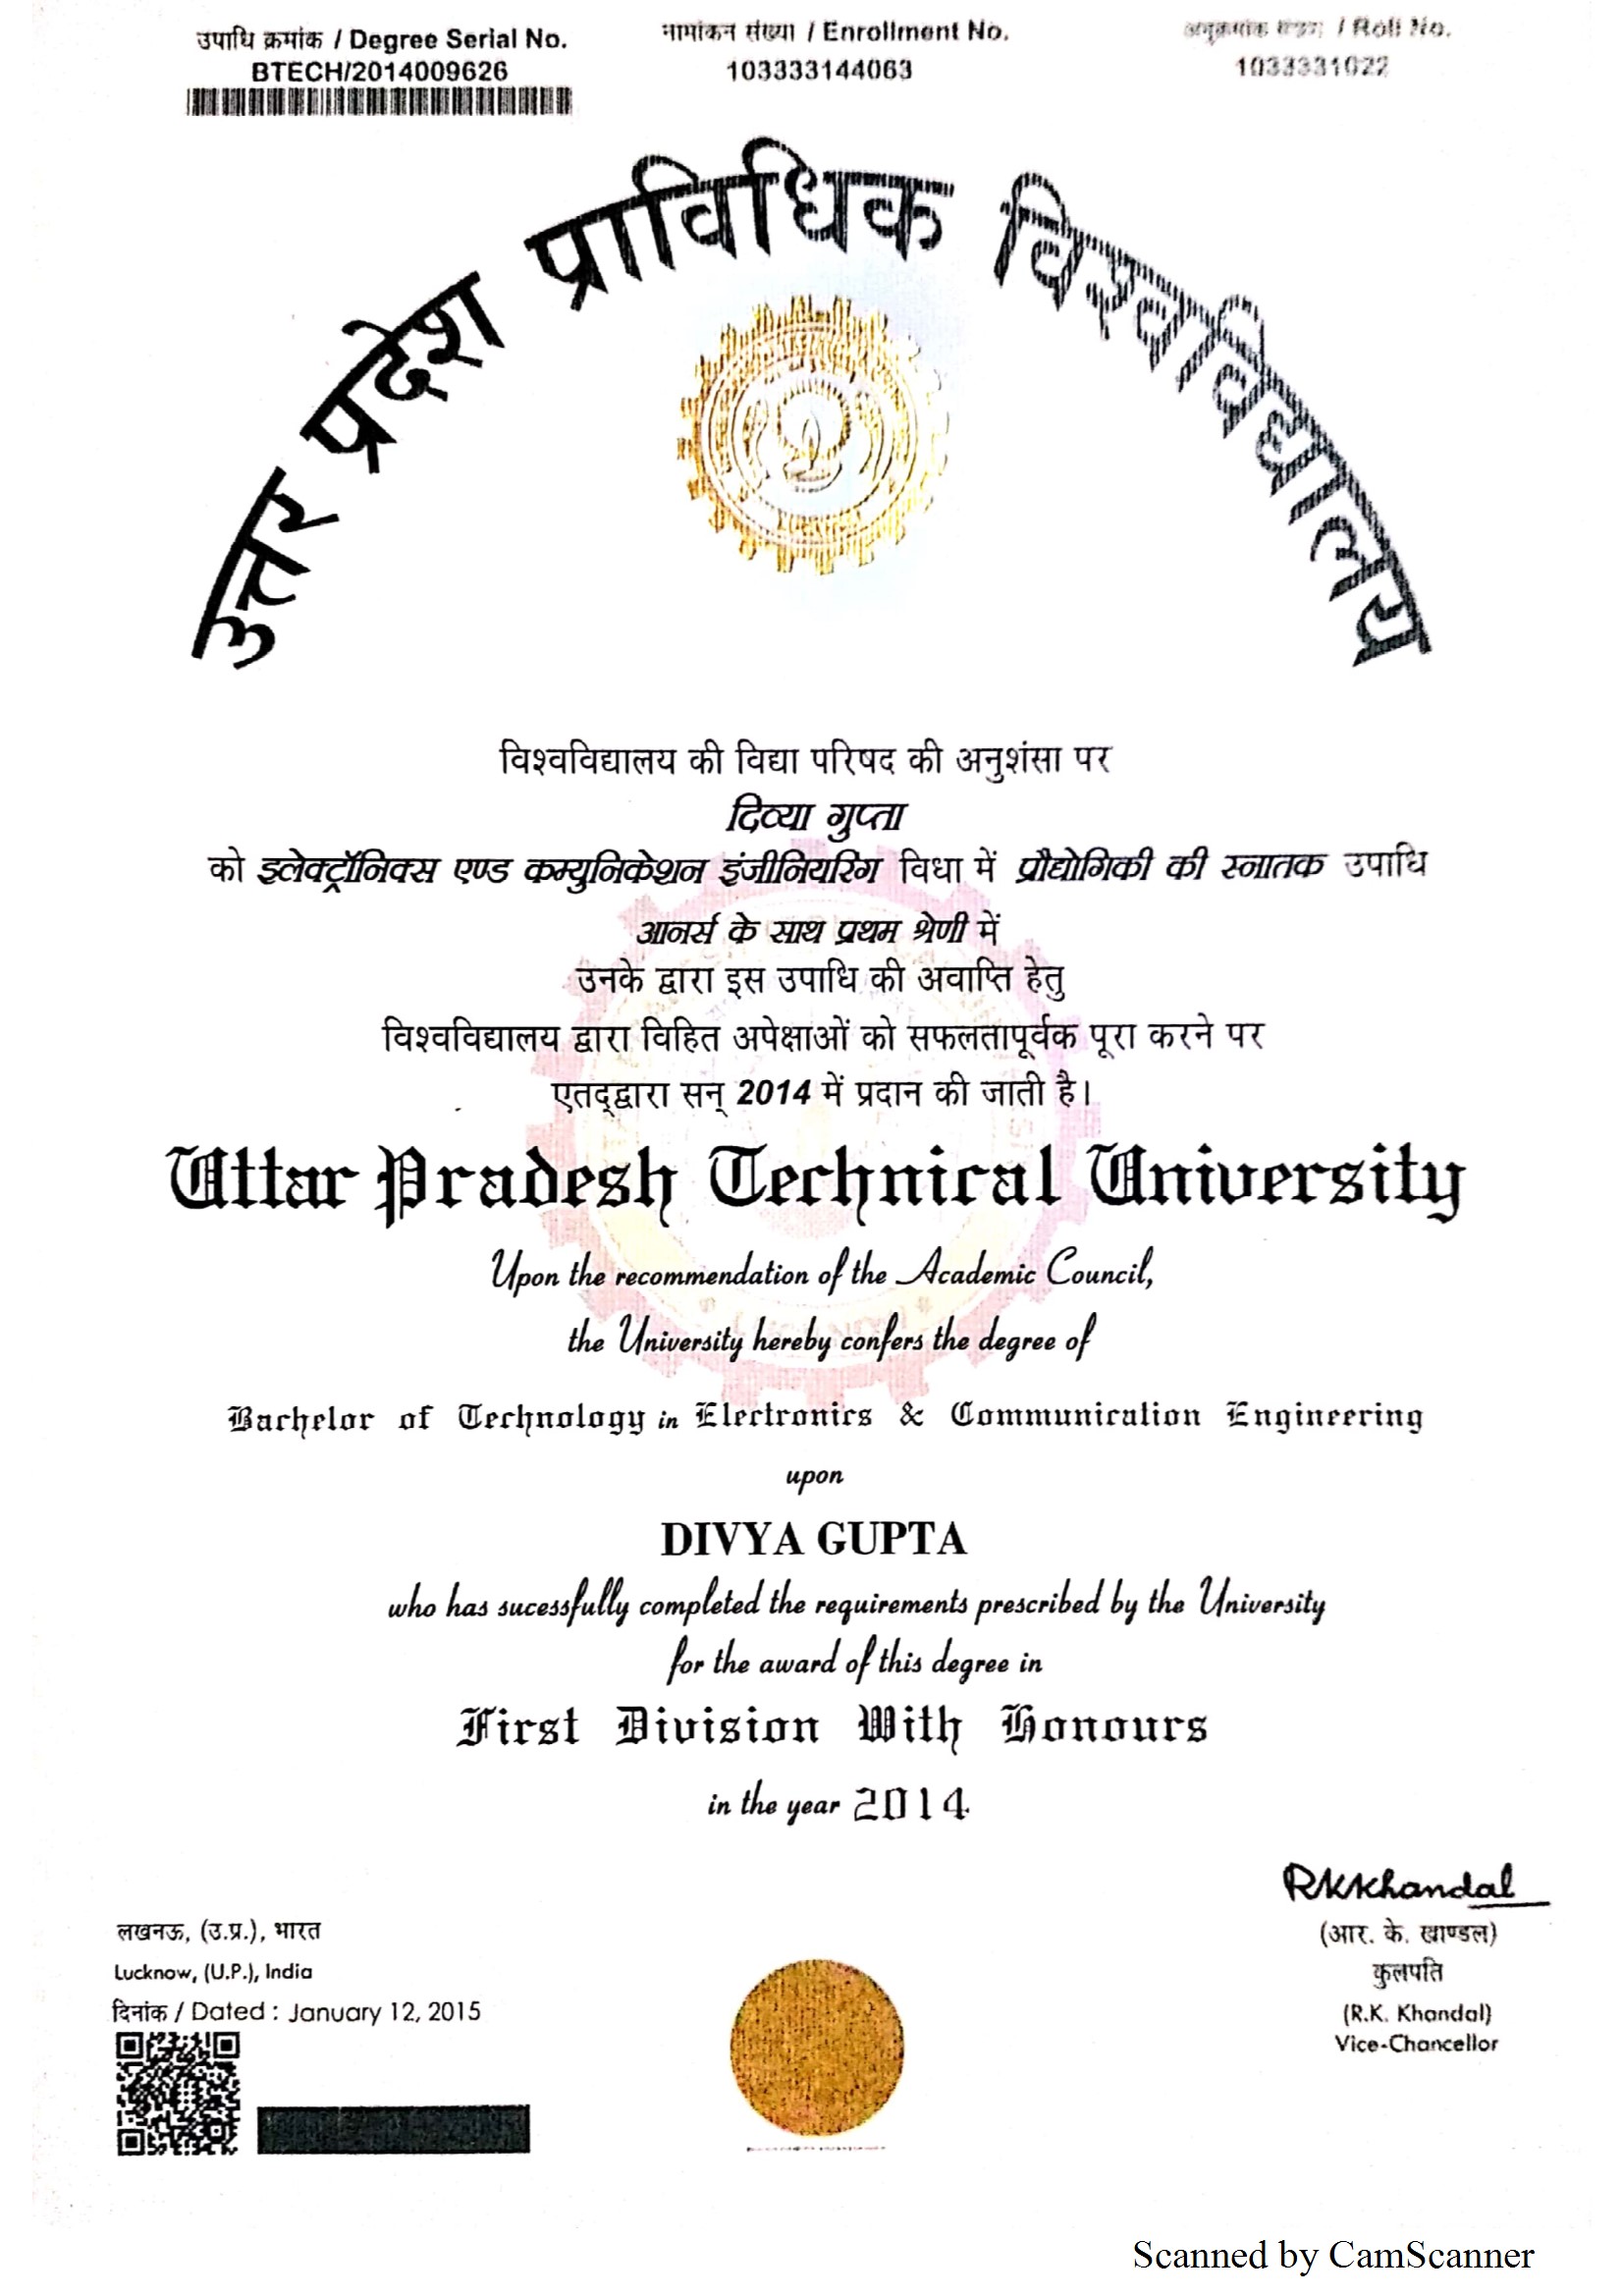 उपाधि क्रमांक / Degree Serial No.
BTECH/2014009626
नामांकन संख्या / Enrollment No.
103333144063
अनुक्रमांक / Roll No.
1033331022
उत्तर प्रदेश प्राविधिक विश्वविद्यालय
विश्वविद्यालय की विद्या परिषद की अनुशंसा पर
दिव्या गुप्ता
को इलेक्ट्रॉनिक्स एण्ड कम्युनिकेशन इंजीनियरिंग विधा में प्रौद्योगिकी की स्नातक उपाधि
आनर्स के साथ प्रथम श्रेणी में
उनके द्वारा इस उपाधि की अवाप्ति हेतु
विश्वविद्यालय द्वारा विहित अपेक्षाओं को सफलतापूर्वक पूरा करने पर
एतद्द्वारा सन् 2014 में प्रदान की जाती है।
Uttar Pradesh Technical University
Upon the recommendation of the Academic Council,
the University hereby confers the degree of
Bachelor of Technology in Electronics & Communication Engineering
upon
DIVYA GUPTA
who has sucessfully completed the requirements prescribed by the University
for the award of this degree in
First Division With Honours
in the year 2014
RKKhandal
(आर. के. खाण्डल)
कुलपति
(R.K. Khandal)
Vice-Chancellor
लखनऊ, (उ.प्र.), भारत
Lucknow, (U.P.), India
दिनांक / Dated : January 12, 2015
Scanned by CamScanner